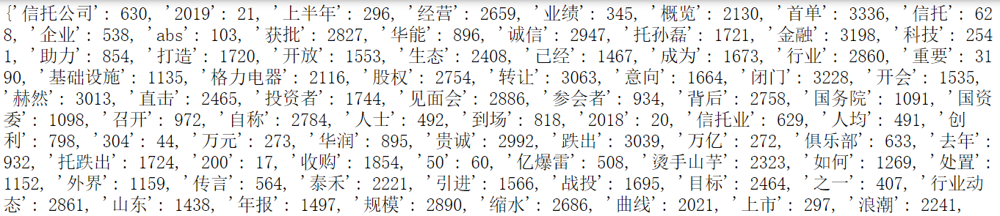 {'信托公司': 630, '2019': 21, '上半年': 296, '经营': 2659, '业绩': 345, '概览': 2130, '首单': 3336, '信托': 62
8, '企业': 538, 'abs': 103, '获批': 2827, '华能': 896, '诚信': 2947, '托孙磊': 1721, '金融': 3198, '科技': 254
1, '助力': 854, '打造': 1720, '开放': 1553, '生态': 2408, '已经': 1467, '成为': 1673, '行业': 2860, '重要': 31
90, '基础设施': 1135, '格力电器': 2116, '股权': 2754, '转让': 3063, '意向': 1664, '闭门': 3228, '开会': 1535,
'赫然': 3013, '直击': 2465, '投资者': 1744, '见面会': 2886, '参会者': 934, '背后': 2758, '国务院': 1091, '国资
委': 1098, '召开': 972, '自称': 2784, '人士': 492, '到场': 818, '2018': 20, '信托业': 629, '人均': 491, '创
利': 798, '304': 44, '万元': 273, '华润': 895, '贵诚': 2992, '跌出': 3039, '万亿': 272, '俱乐部': 633, '去年':
932, '托跌出': 1724, '200': 17, '收购': 1854, '50': 60, '亿爆雷': 508, '烫手山芋': 2323, '如何': 1269, '处置':
1152, '外界': 1159, '传言': 564, '泰禾': 2221, '引进': 1566, '战投': 1695, '目标': 2464, '之一': 407, '行业动
态': 2861, '山东': 1438, '年报': 1497, '规模': 2890, '缩水': 2686, '曲线': 2021, '上市': 297, '浪潮': 2241,